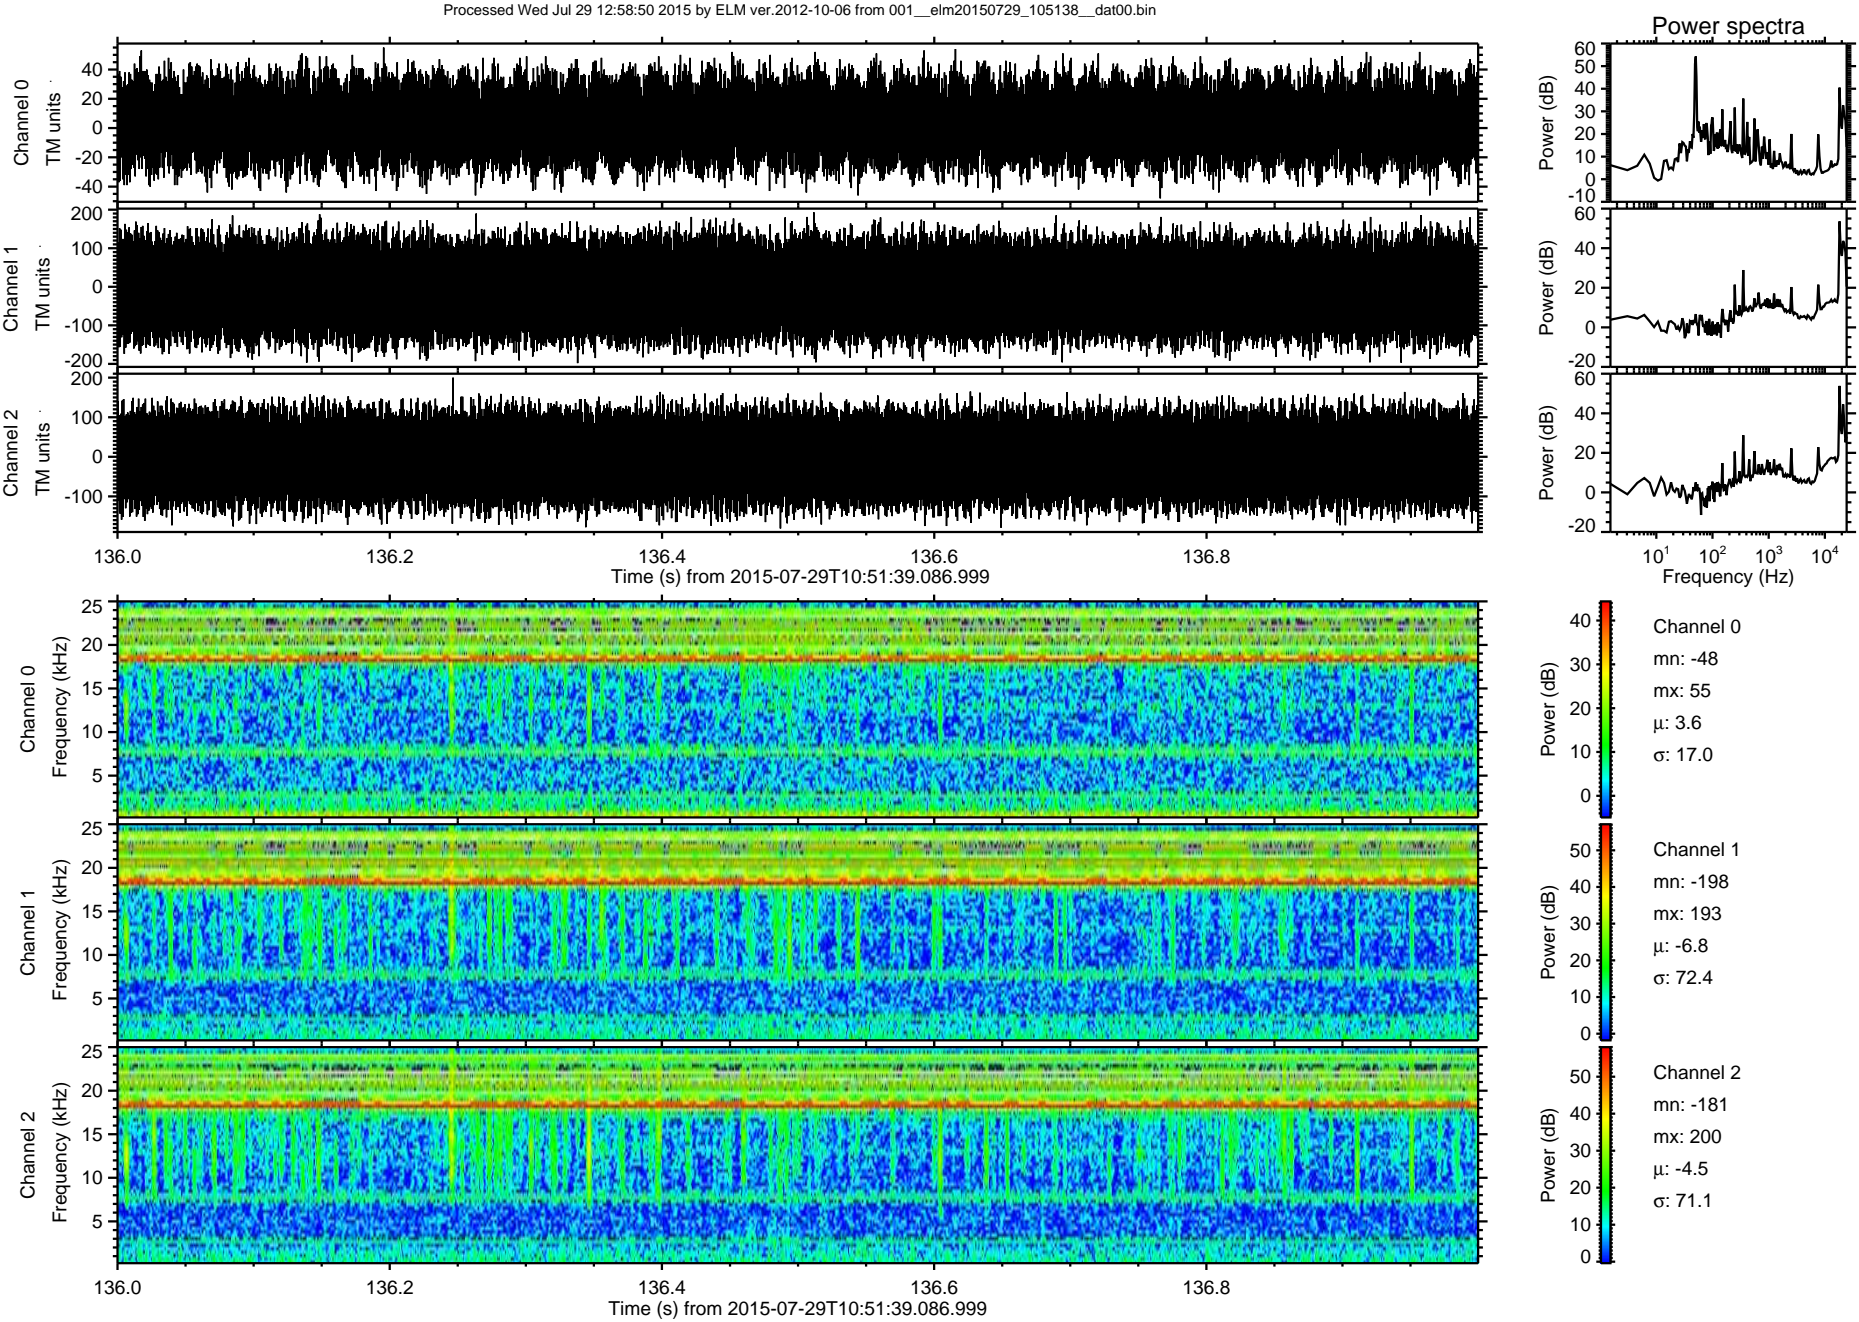 Processed Wed Jul 29 12:58:50 2015 by ELM ver.2012-10-06 from 001__elm20150729_105138__dat00.bin
Power spectra
Channel 0
TM units
40
20
0
-20
-40
Power (dB)
60
50
40
30
20
10
0
-10
Channel 1
TM units
200
100
0
-100
-200
Power (dB)
60
40
20
0
-20
Channel 2
TM units
200
100
0
-100
Power (dB)
60
40
20
0
-20
136.0 136.2 136.4 136.6 136.8
Time (s) from 2015-07-29T10:51:39.086.999
10¹ 10² 10³ 10⁴
Frequency (Hz)
Channel 0
Frequency (kHz)
25
20
15
10
5
Power (dB)
40
30
20
10
0
Channel 0
mn: -48
mx: 55
μ: 3.6
σ: 17.0
Channel 1
Frequency (kHz)
25
20
15
10
5
Power (dB)
50
40
30
20
10
0
Channel 1
mn: -198
mx: 193
μ: -6.8
σ: 72.4
Channel 2
Frequency (kHz)
25
20
15
10
5
Power (dB)
50
40
30
20
10
0
Channel 2
mn: -181
mx: 200
μ: -4.5
σ: 71.1
136.0 136.2 136.4 136.6 136.8
Time (s) from 2015-07-29T10:51:39.086.999